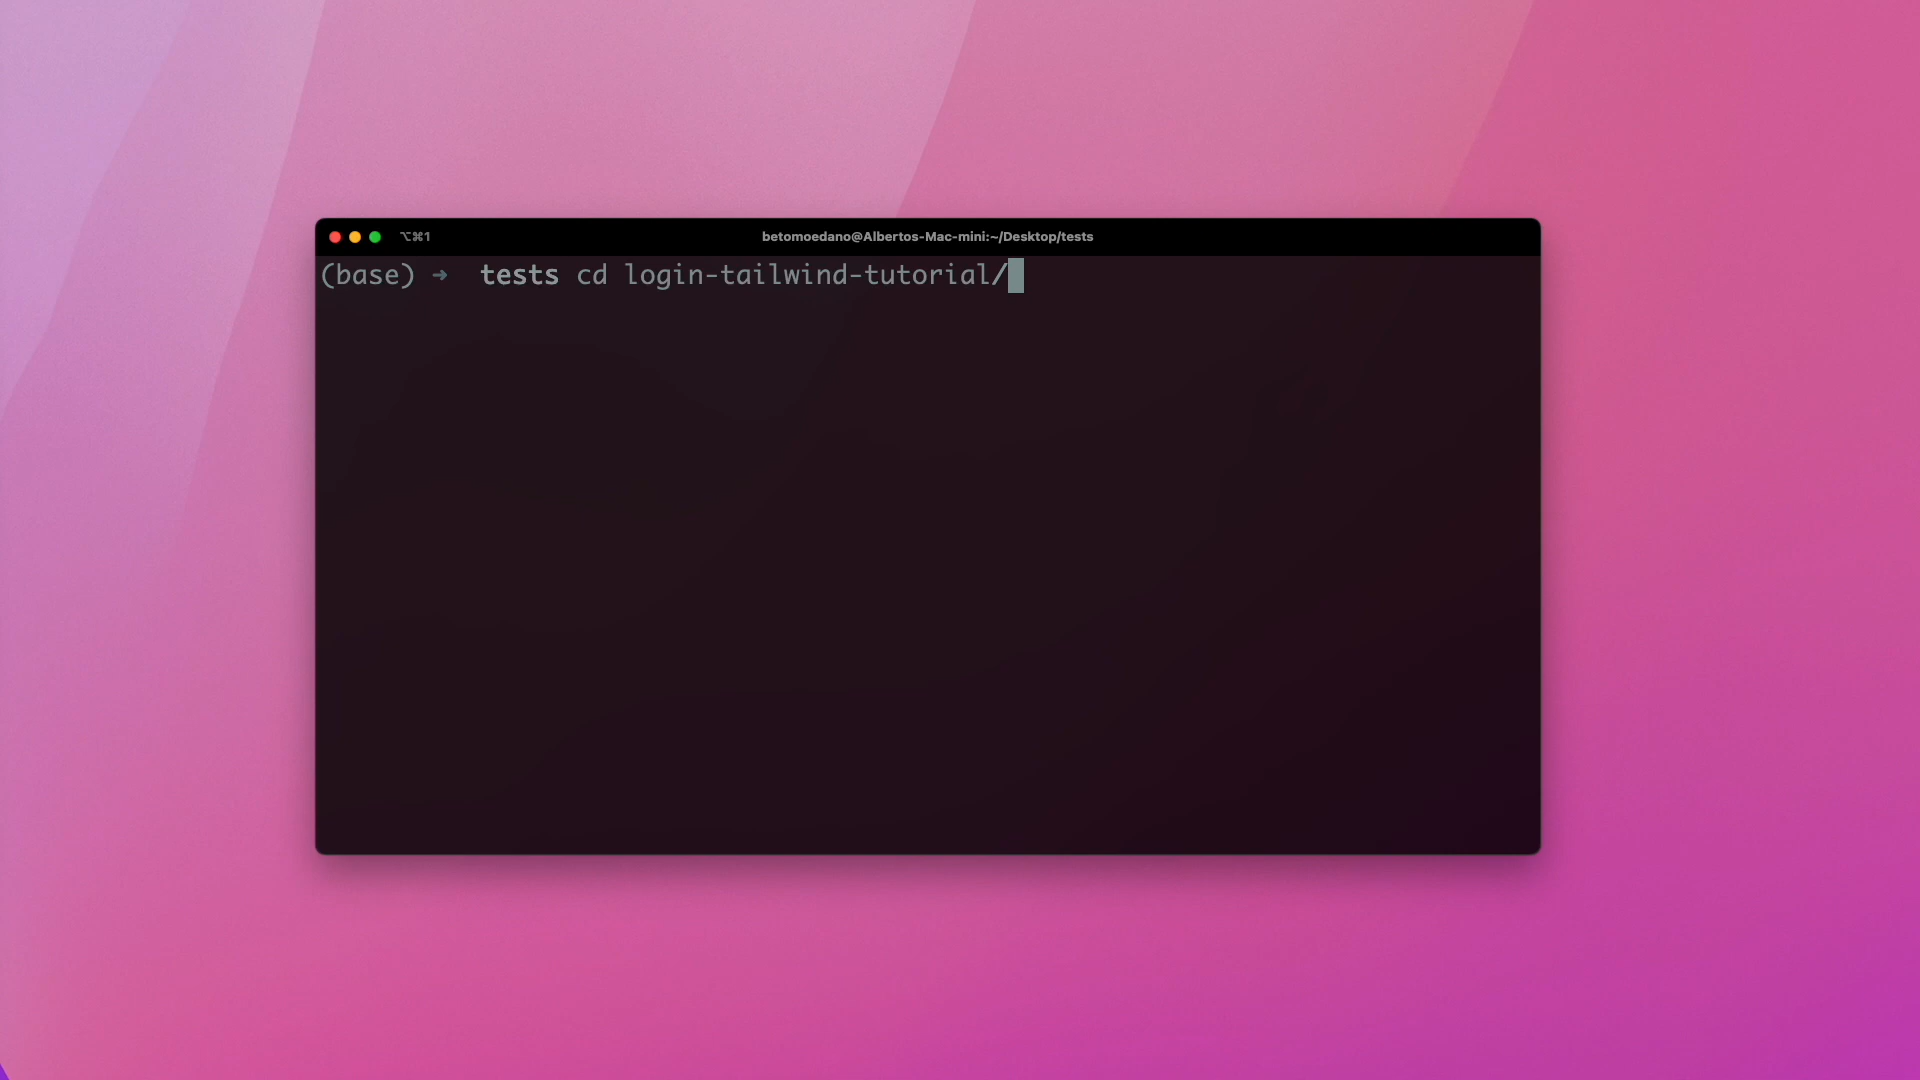 ⌥⌘1
betomoedano@Albertos-Mac-mini:~/Desktop/tests
(base) ➜ tests cd login-tailwind-tutorial/